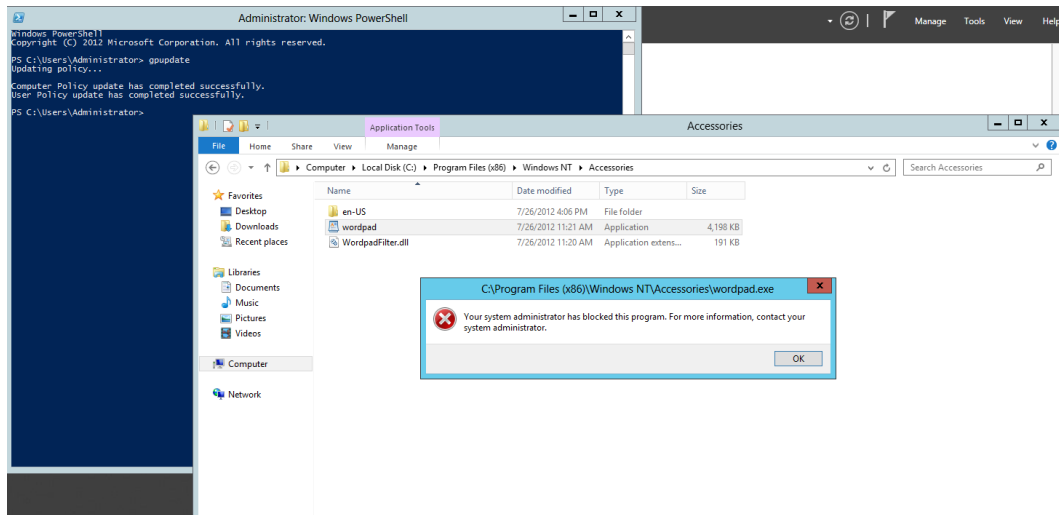 Administrator: Windows PowerShell
Windows PowerShell
Copyright (C) 2012 Microsoft Corporation. All rights reserved.
PS C:\Users\Administrator> gpupdate
Updating policy...
Computer Policy update has completed successfully.
User Policy update has completed successfully.
PS C:\Users\Administrator>
Manage Tools View Help
Application Tools Accessories
File Home Share View Manage
Computer Local Disk (C:) Program Files (x86) Windows NT Accessories
Search Accessories
Favorites
Desktop
Downloads
Recent places
Libraries
Documents
Music
Pictures
Videos
Computer
Network
Name Date modified Type Size
en-US 7/26/2012 4:06 PM File folder
wordpad 7/26/2012 11:21 AM Application 4,198 KB
WordpadFilter.dll 7/26/2012 11:20 AM Application extens... 191 KB
C:\Program Files (x86)\Windows NT\Accessories\wordpad.exe
Your system administrator has blocked this program. For more information, contact your
system administrator.
OK